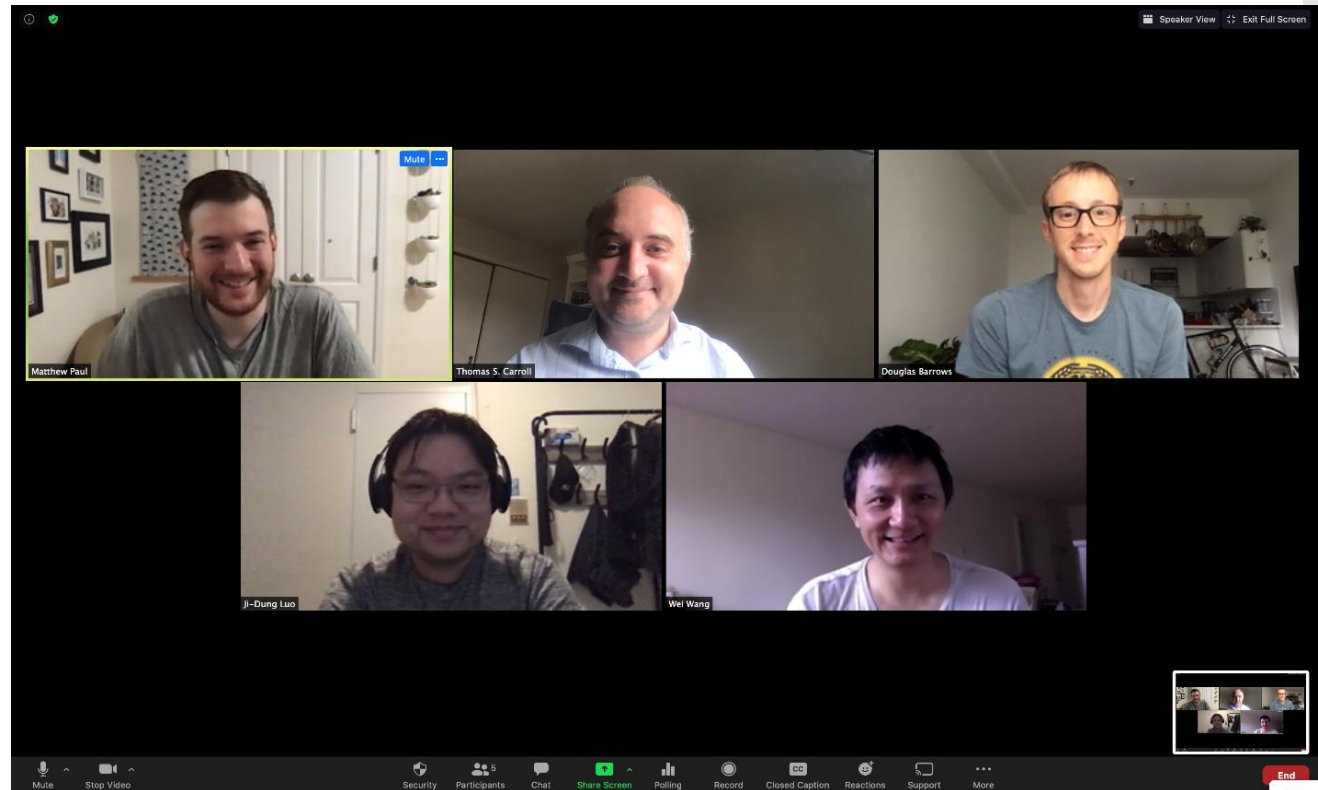 Speaker View
Exit Full Screen
Mute
Matthew Paul
Thomas S. Carroll
Douglas Barrows
Ji-Dung Luo
Wei Wang
Mute
Stop Video
Security
Participants
5
Chat
Share Screen
Polling
Record
CC
Closed Caption
Reactions
Support
More
End